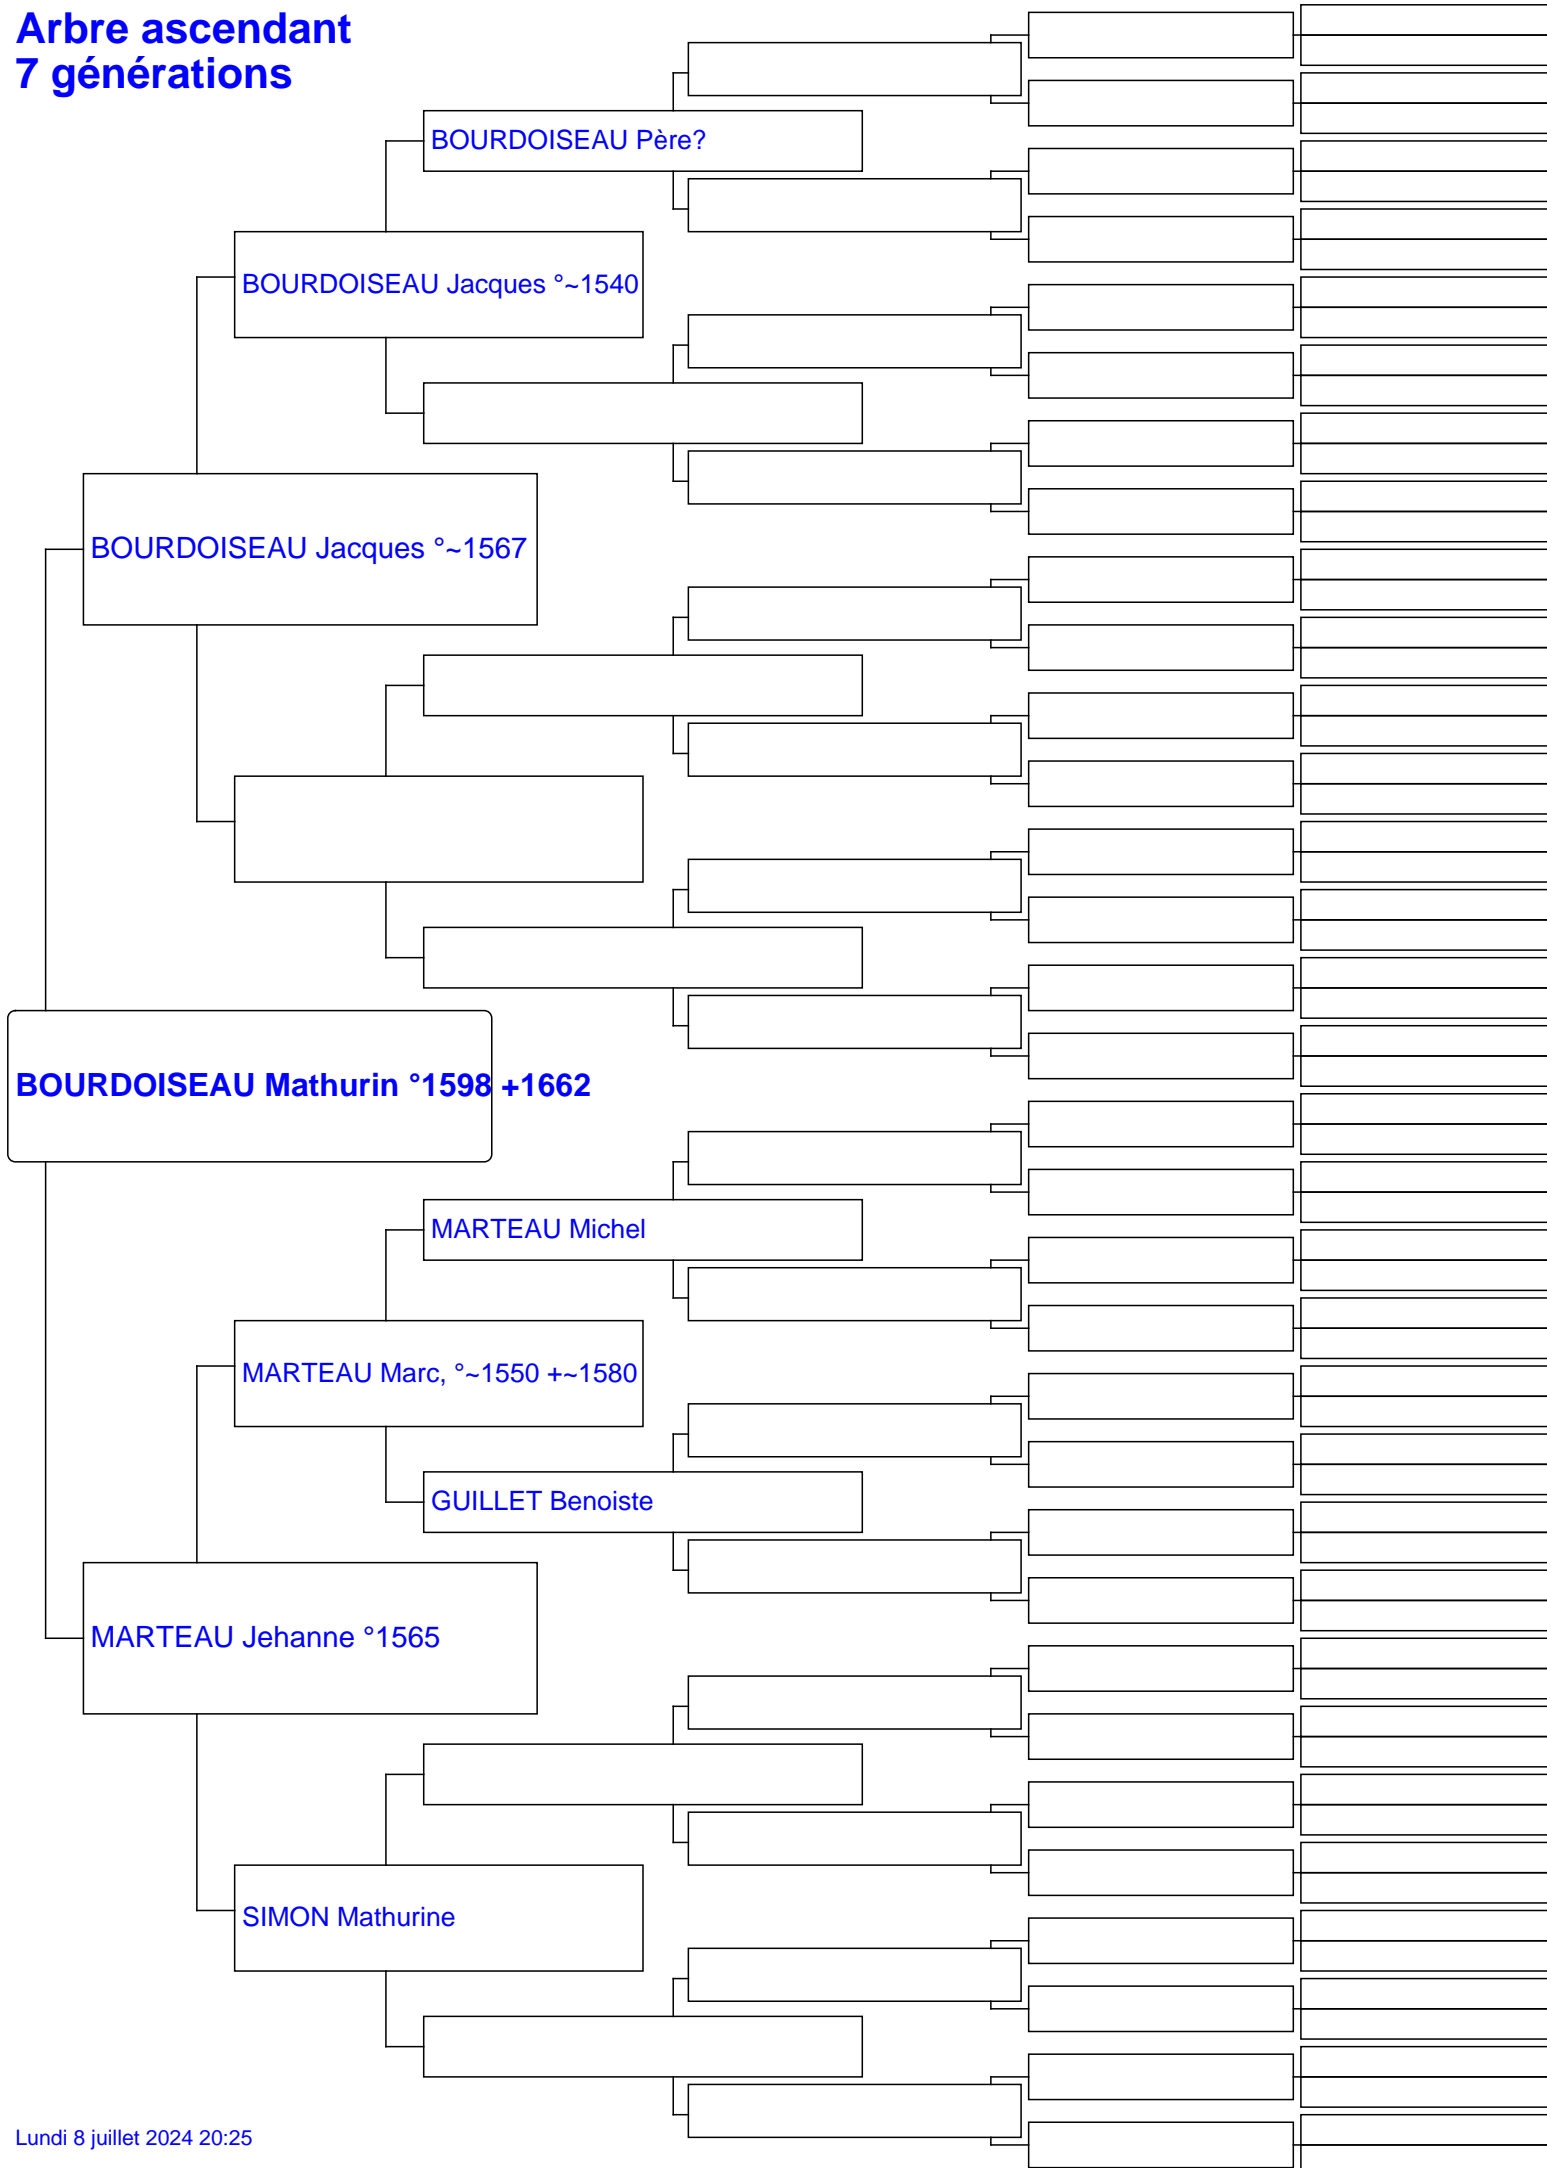 Arbre ascendant
7 générations
BOURDOISEAU Père?
BOURDOISEAU Jacques °~1540
BOURDOISEAU Jacques °~1567
BOURDOISEAU Mathurin °1598 +1662
MARTEAU Michel
MARTEAU Marc, °~1550 +~1580
GUILLET Benoiste
MARTEAU Jehanne °1565
SIMON Mathurine
Lundi 8 juillet 2024 20:25